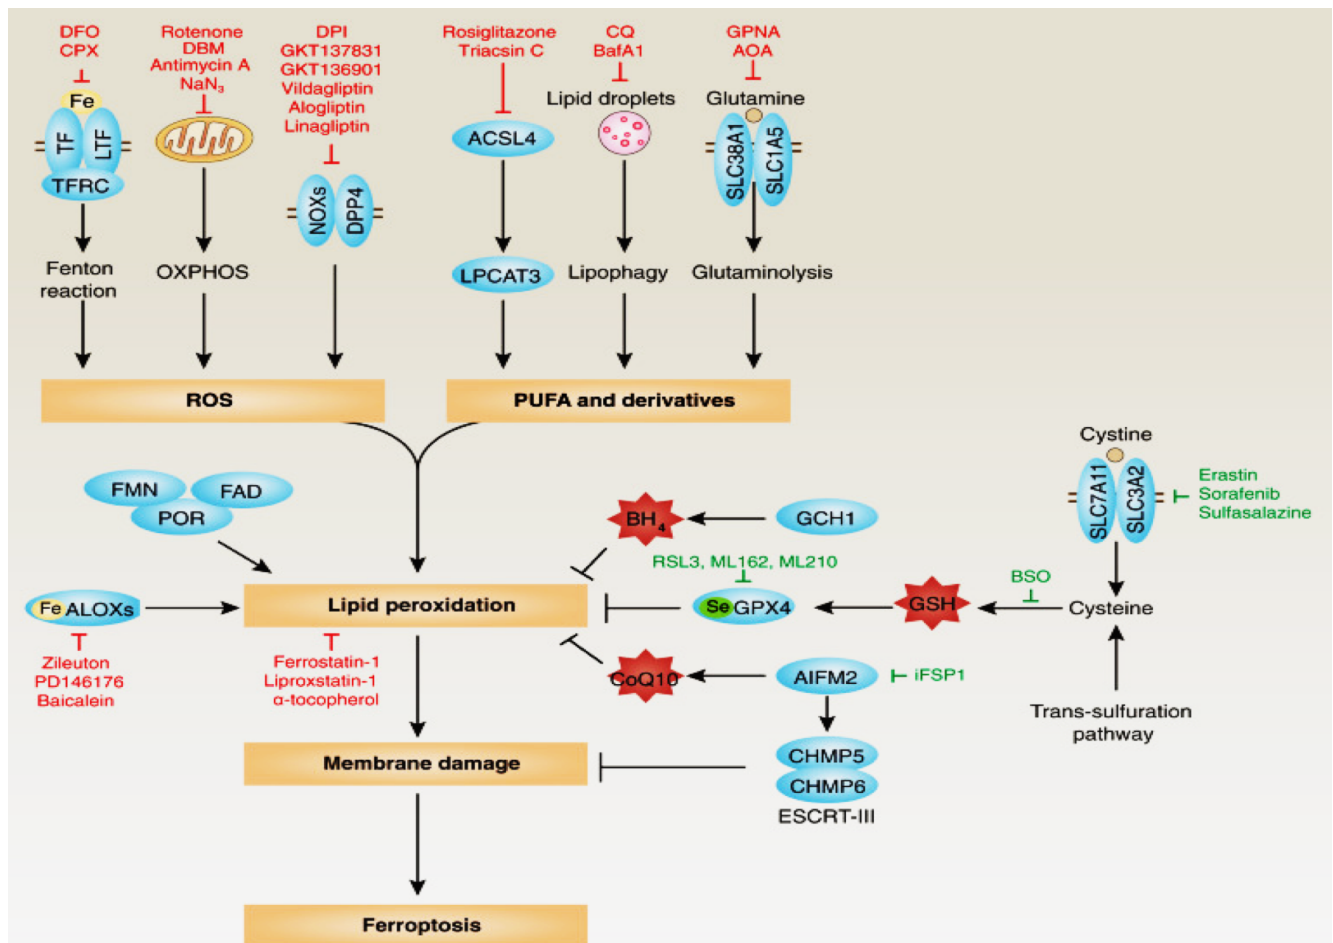 DFO
CPX
Fe
TF
LTF
TFRC
Fenton
reaction
Rotenone
DBM
Antimycin A
NaN₃
OXPHOS
DPI
GKT137831
GKT136901
Vildagliptin
Alogliptin
Linagliptin
NOXs
DPP4
Rosiglitazone
Triacsin C
ACSL4
LPCAT3
CQ
BafA1
Lipid droplets
Lipophagy
GPNA
AOA
Glutamine
SLC38A1
SLC1A5
Glutaminolysis
ROS
PUFA and derivatives
FMN
FAD
POR
BH₄
GCH1
Cystine
SLC7A11
SLC3A2
Erastin
Sorafenib
Sulfasalazine
RSL3, ML162, ML210
BSO
Fe ALOXs
Lipid peroxidation
Se GPX4
GSH
Cysteine
Zileuton
PD146176
Baicalein
Ferrostatin-1
Liproxstatin-1
α-tocopherol
CoQ10
AIFM2
iFSP1
Trans-sulfuration
pathway
Membrane damage
CHMP5
CHMP6
ESCRT-III
Ferroptosis